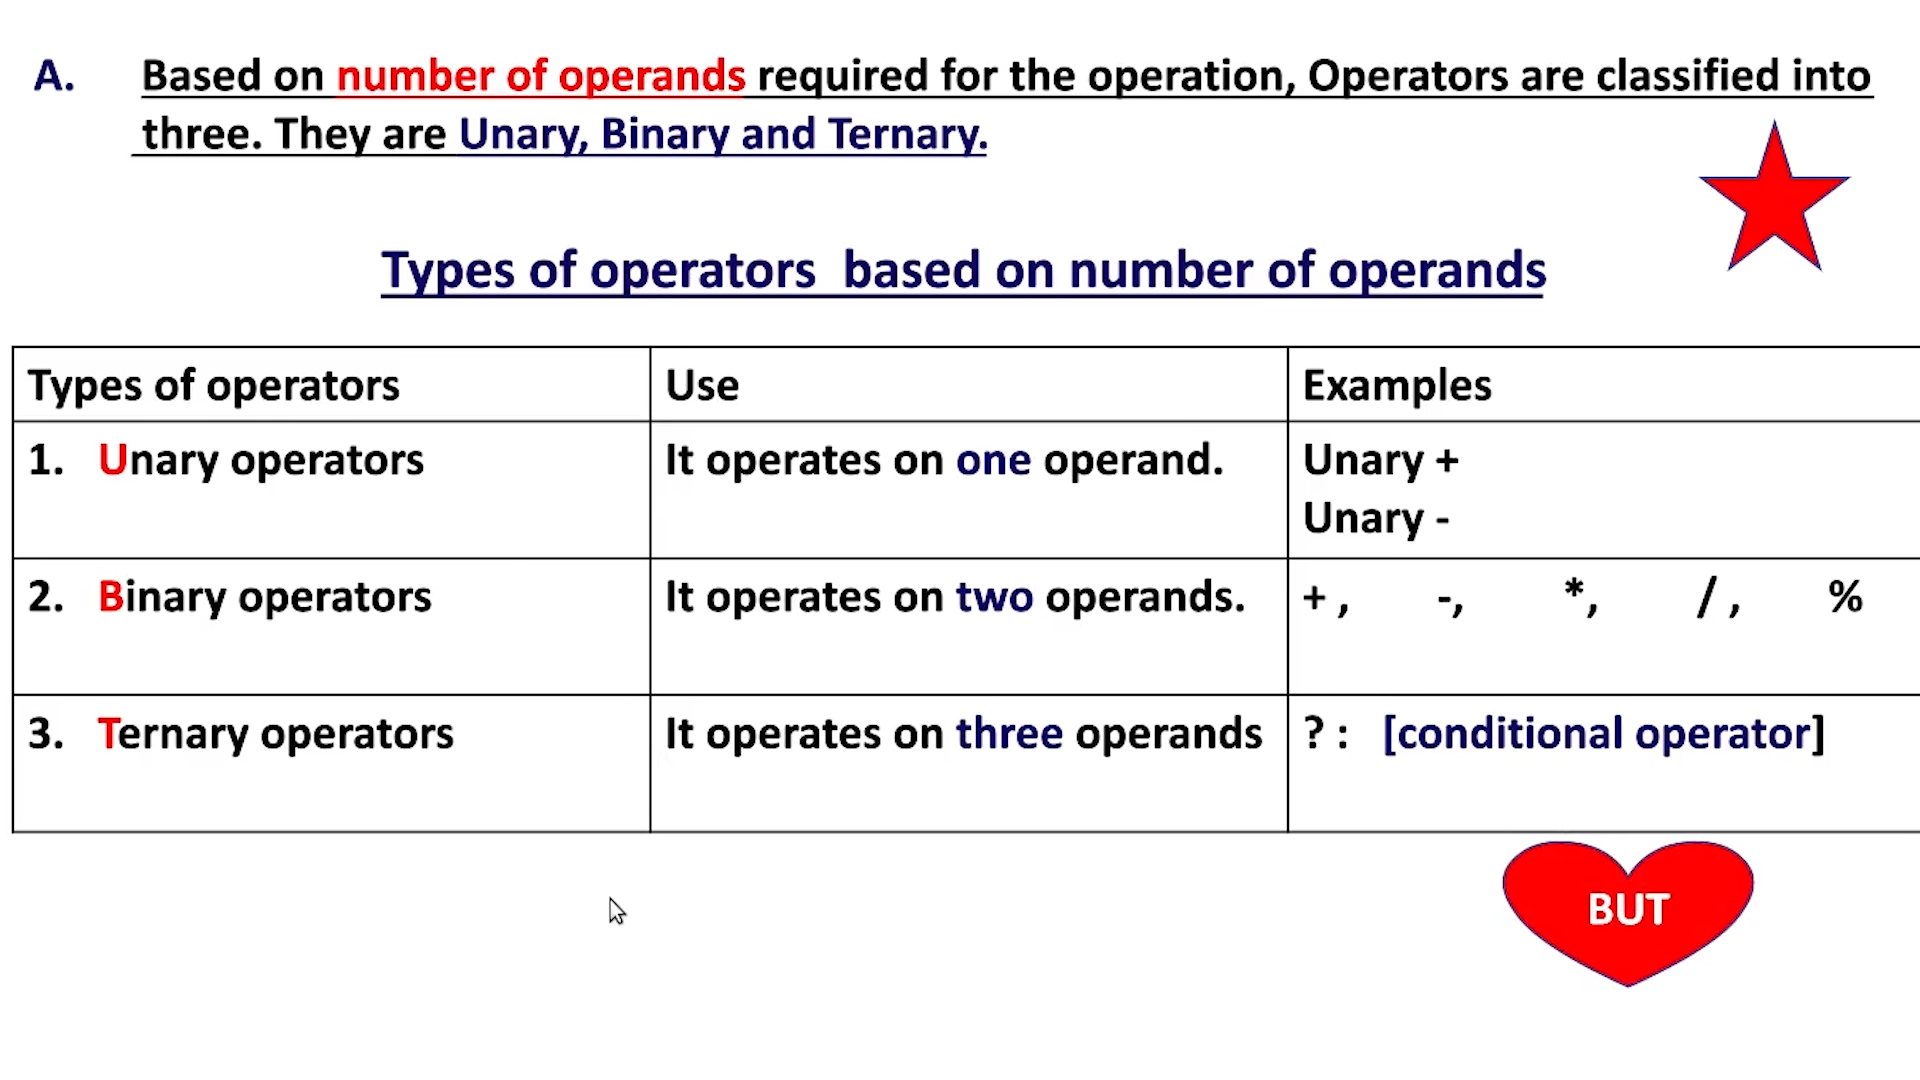 A. Based on number of operands required for the operation, Operators are classified into
three. They are Unary, Binary and Ternary.
Types of operators based on number of operands
Types of operators Use Examples
1. Unary operators It operates on one operand. Unary +
Unary -
2. Binary operators It operates on two operands. + , -, *, / , %
3. Ternary operators It operates on three operands ? : [conditional operator]
BUT